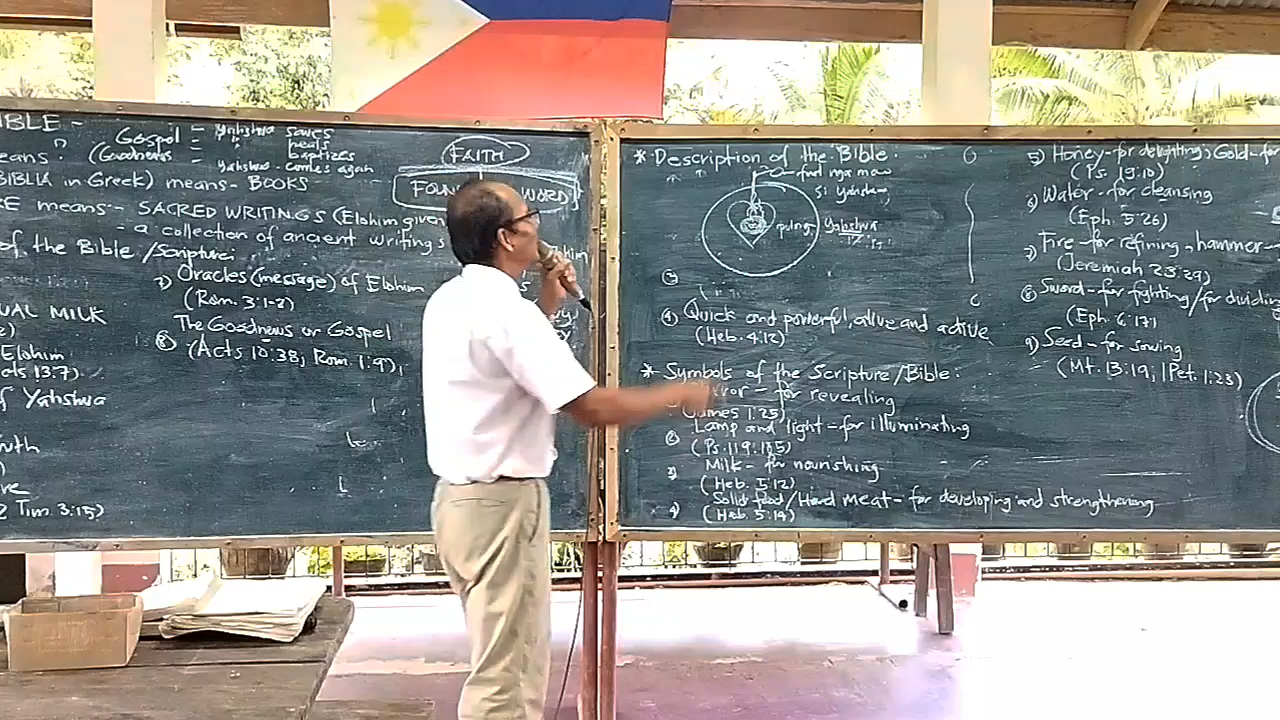 IBLE -
Gospel = Yahshua saves
" heals
eans: (Goodnews = baptizes
Yahshua - comes again
BIBLIA in Greek) means - BOOKS
RE means - SACRED WRITINGS (Elohim given
- a collection of ancient writings
of the Bible / Scripture:
7) Oracles (message) of Elohim
(Rom. 3:1-2)
UAL MILK
The Goodnews or Gospel
8) (Acts 10:38; Rom. 1:9)
Elohim
cts 13:7)
f Yahshua
uth
2 Tim. 3:15)
FAITH
FOUN WORD
* Description of the Bible.
puling Yahshua
3)
4) Quick and powerful, alive and active
(Heb. 4:12)
* Symbols of the Scripture/Bible:
for revealing
(James 1:25)
2) Lamp and light - for illuminating
(Ps. 119:105)
3) Milk - for nourishing
(Heb. 5:12)
4) Solid food/Hard meat - for developing and strengthening
(Heb. 5:14)
5) Honey - for delighting; Gold - for
(Ps. 19:10)
6) Water - for cleansing
(Eph. 5:26)
7) Fire - for refining, hammer -
(Jeremiah 23:29)
8) Sword - for fighting/for dividing
(Eph. 6:17)
9) Seed - for sowing
(Mt. 13:19, 1 Pet. 1:23)